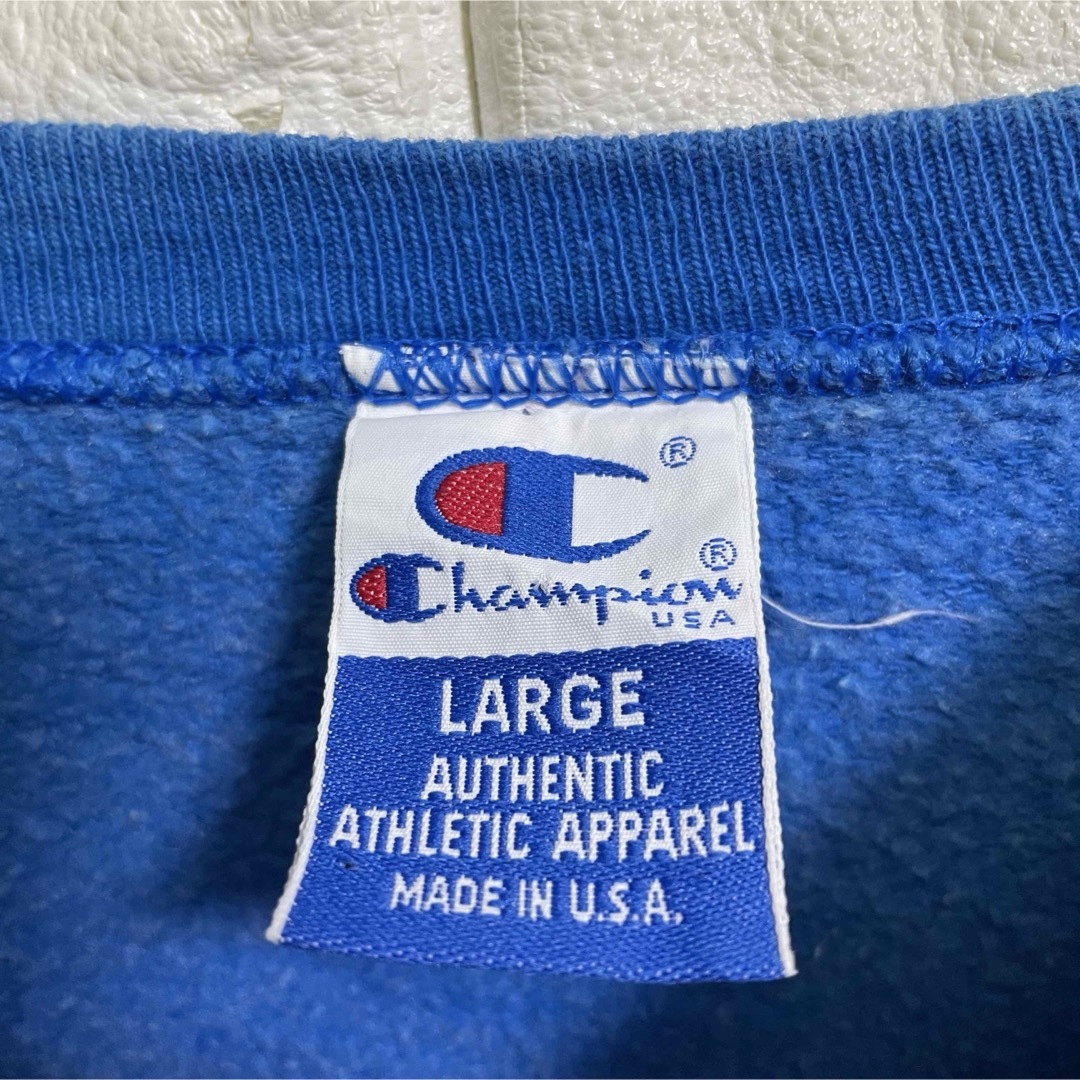 ®
Champion®
USA
LARGE
AUTHENTIC
ATHLETIC APPAREL
MADE IN U.S.A.